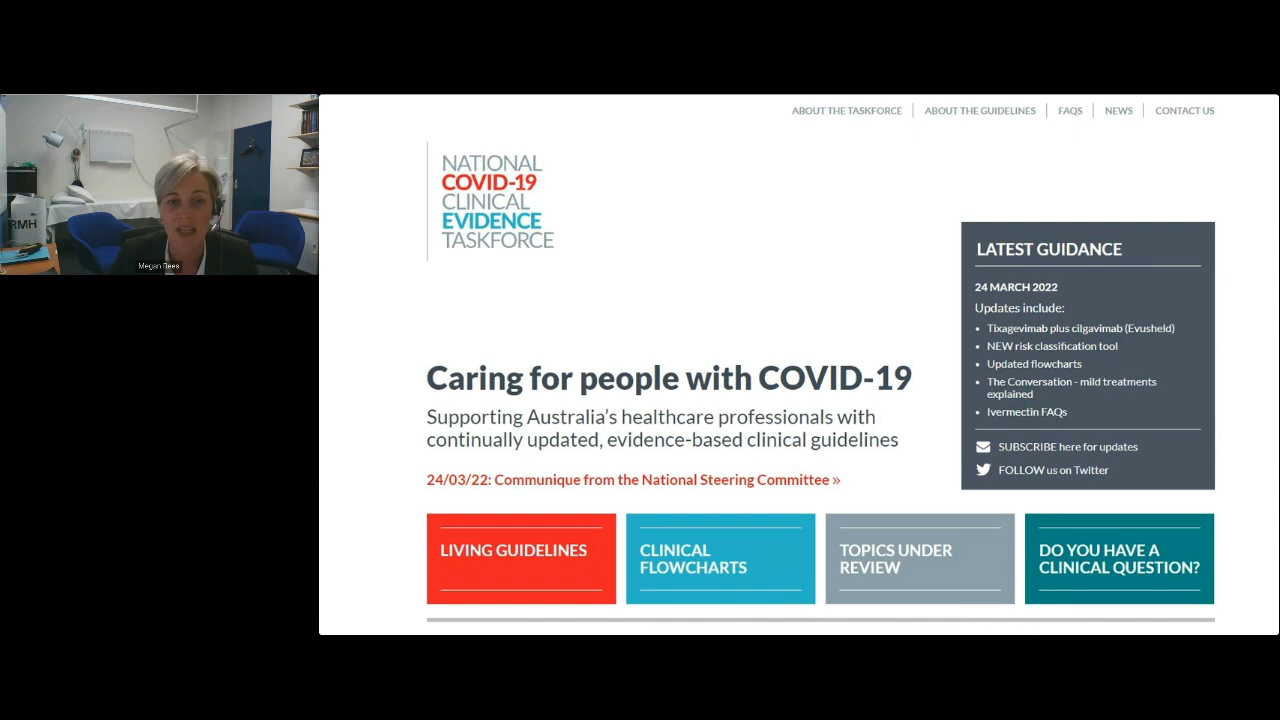 RMH
Megan Rees
ABOUT THE TASKFORCE
ABOUT THE GUIDELINES
FAQS
NEWS
CONTACT US
NATIONAL
COVID-19
CLINICAL
EVIDENCE
TASKFORCE
LATEST GUIDANCE
24 MARCH 2022
Updates include:
• Tixagevimab plus cilgavimab (Evusheld)
• NEW risk classification tool
• Updated flowcharts
• The Conversation - mild treatments
explained
• Ivermectin FAQs
SUBSCRIBE here for updates
FOLLOW us on Twitter
Caring for people with COVID-19
Supporting Australia's healthcare professionals with
continually updated, evidence-based clinical guidelines
24/03/22: Communique from the National Steering Committee »
LIVING GUIDELINES
CLINICAL
FLOWCHARTS
TOPICS UNDER
REVIEW
DO YOU HAVE A
CLINICAL QUESTION?